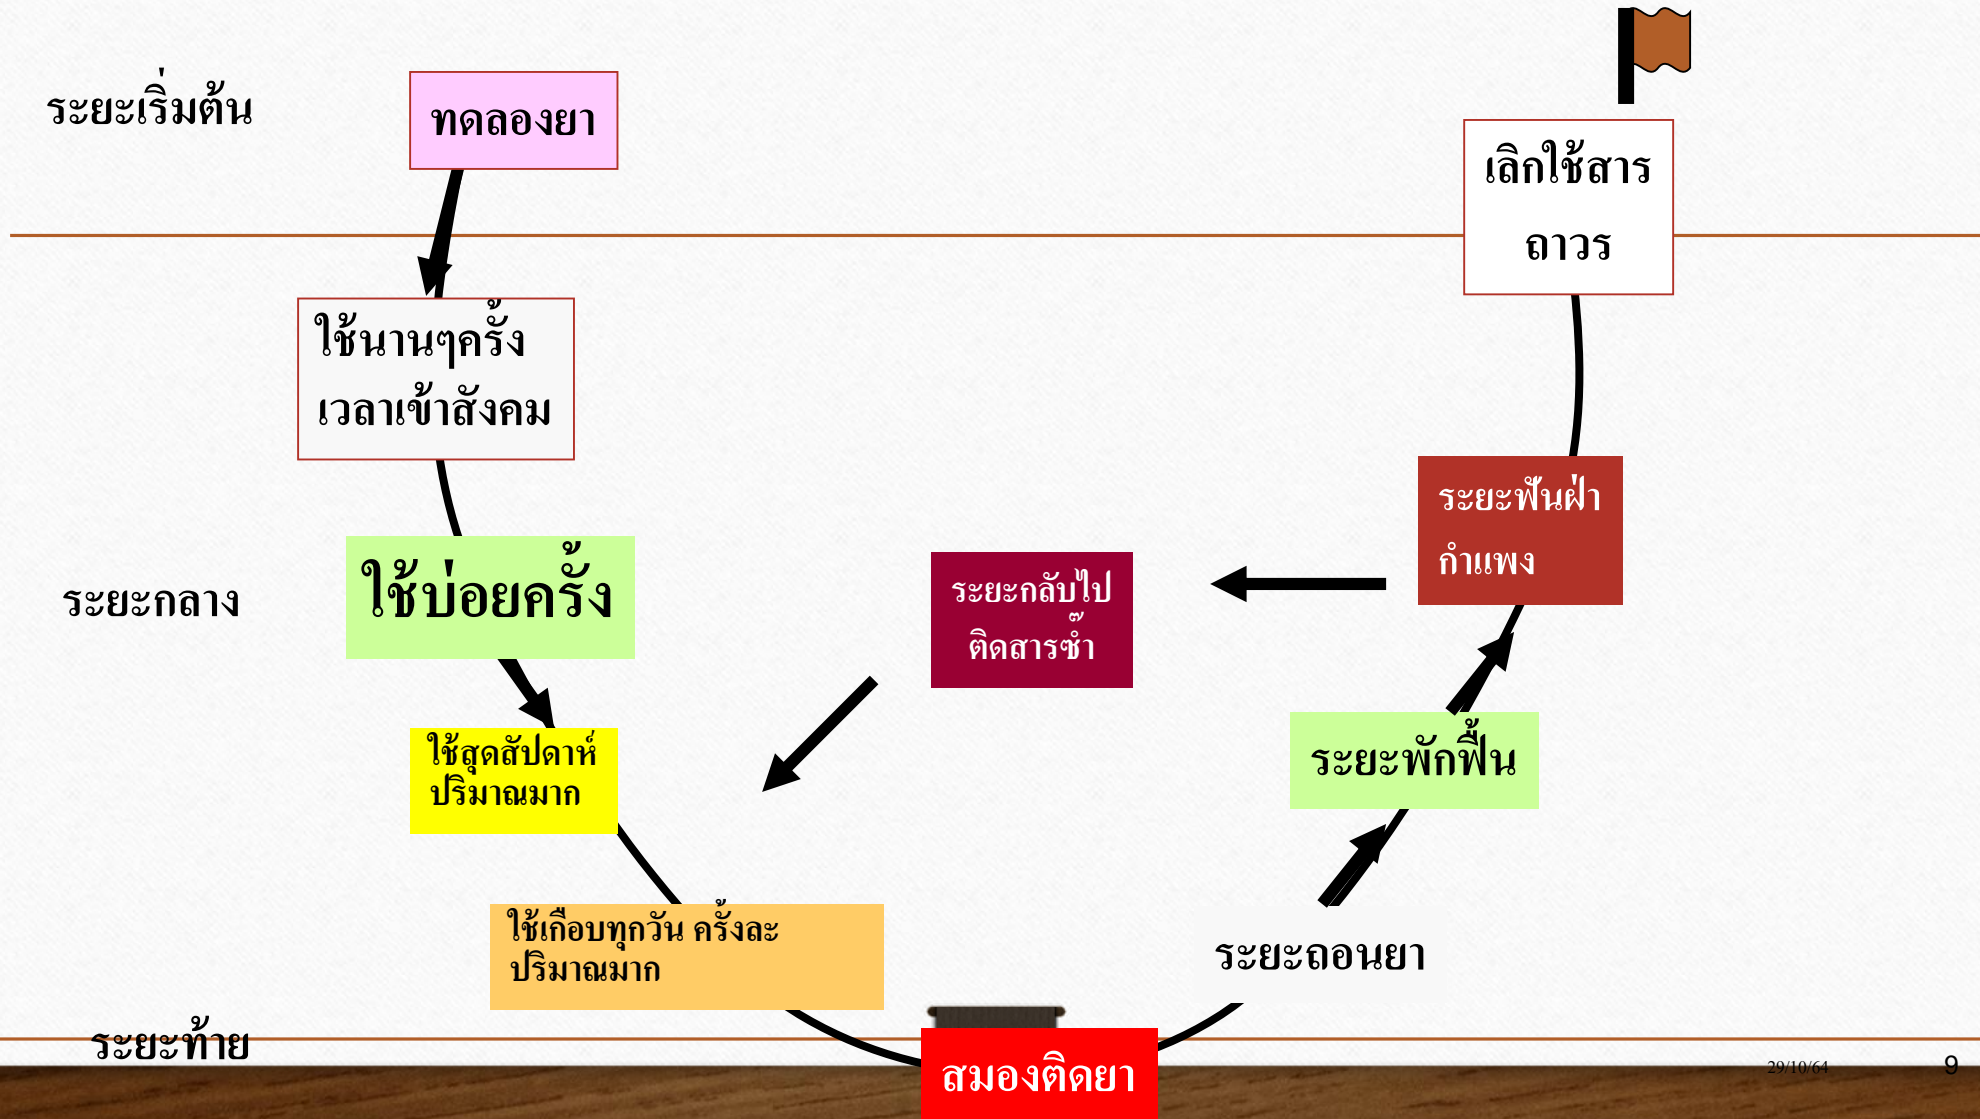 ระยะเริ่มต้น
ทดลองยา
เลิกใช้สาร
ถาวร
ใช้นานๆครั้ง
เวลาเข้าสังคม
ระยะกลาง
ใช้บ่อยครั้ง
ระยะกลับไป
ติดสารซ๊ำ
ระยะฟันฝ่า
กำแพง
ใช้สุดสัปดาห์
ปริมาณมาก
ระยะพักฟื้น
ใช้เกือบทุกวัน ครั้งละ
ปริมาณมาก
ระยะถอนยา
ระยะท้าย
สมองติดยา
29/10/64
9